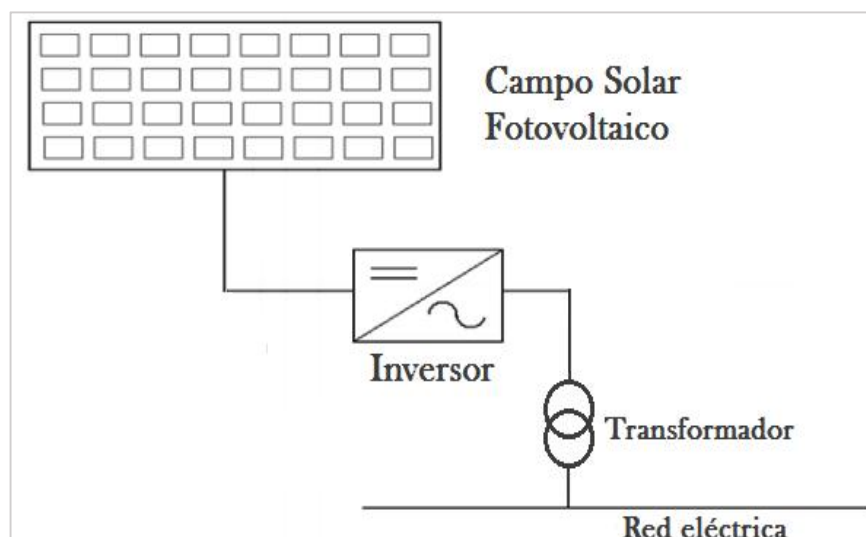 Campo Solar
Fotovoltaico
Inversor
Transformador
Red eléctrica